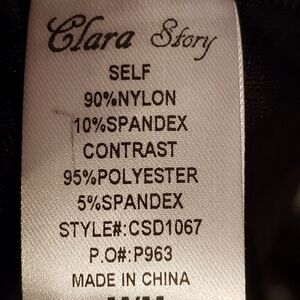 Clara Story
SELF
90%NYLON
10%SPANDEX
CONTRAST
95%POLYESTER
5%SPANDEX
STYLE#:CSD1067
P.O#:P963
MADE IN CHINA